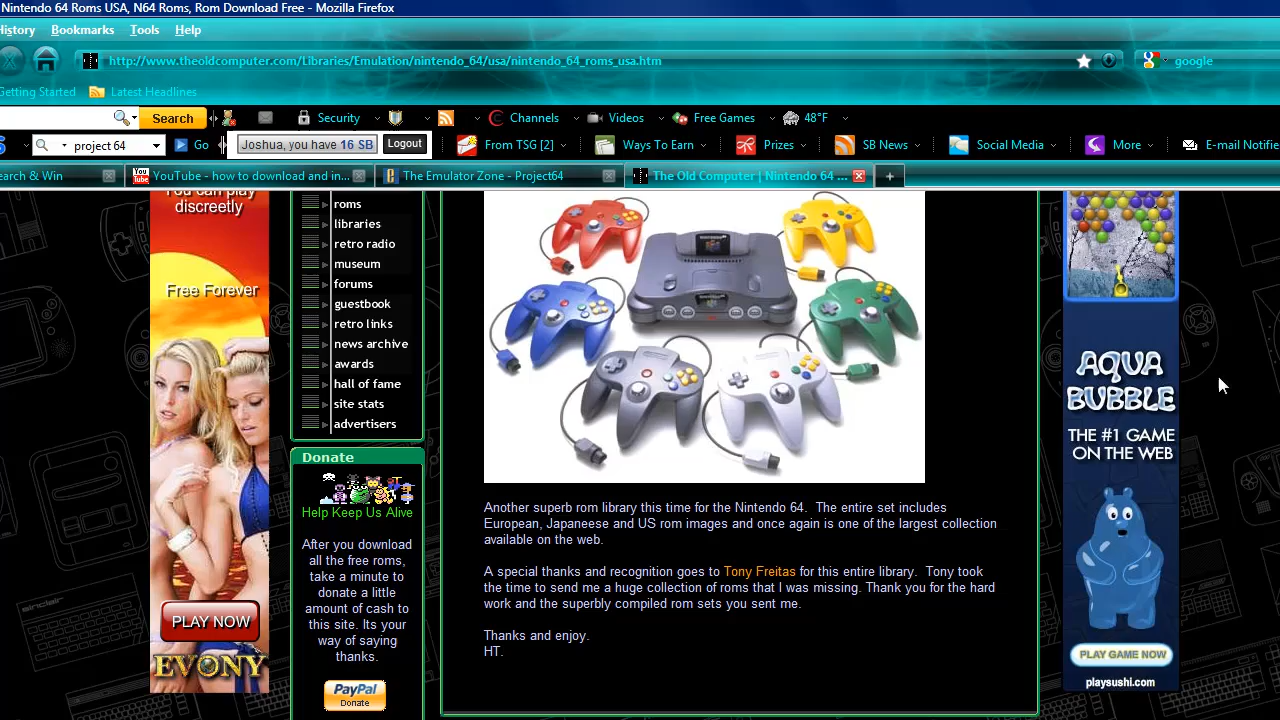 Nintendo 64 Roms USA, N64 Roms, Rom Download Free - Mozilla Firefox
History Bookmarks Tools Help
http://www.theoldcomputer.com/Libraries/Emulation/nintendo_64/usa/nintendo_64_roms_usa.htm
google
Getting Started Latest Headlines
Search Security Channels Videos Free Games 48°F
project 64 Go Joshua, you have 16 SB Logout From TSG [2] Ways To Earn Prizes SB News Social Media More E-mail Notifie
earch & Win YouTube - how to download and in... The Emulator Zone - Project64 The Old Computer | Nintendo 64 ... +
You can play
discreetly
Free Forever
PLAY NOW
EVONY
roms
libraries
retro radio
museum
forums
guestbook
retro links
news archive
awards
hall of fame
site stats
advertisers
Donate
Help Keep Us Alive
After you download
all the free roms,
take a minute to
donate a little
amount of cash to
this site. Its your
way of saying
thanks.
PayPal
Donate
Another superb rom library this time for the Nintendo 64. The entire set includes
European, Japaneese and US rom images and once again is one of the largest collection
available on the web.
A special thanks and recognition goes to Tony Freitas for this entire library. Tony took
the time to send me a huge collection of roms that I was missing. Thank you for the hard
work and the superbly compiled rom sets you sent me.
Thanks and enjoy.
HT.
AQUA
BUBBLE
THE #1 GAME
ON THE WEB
PLAY GAME NOW
playsushi.com